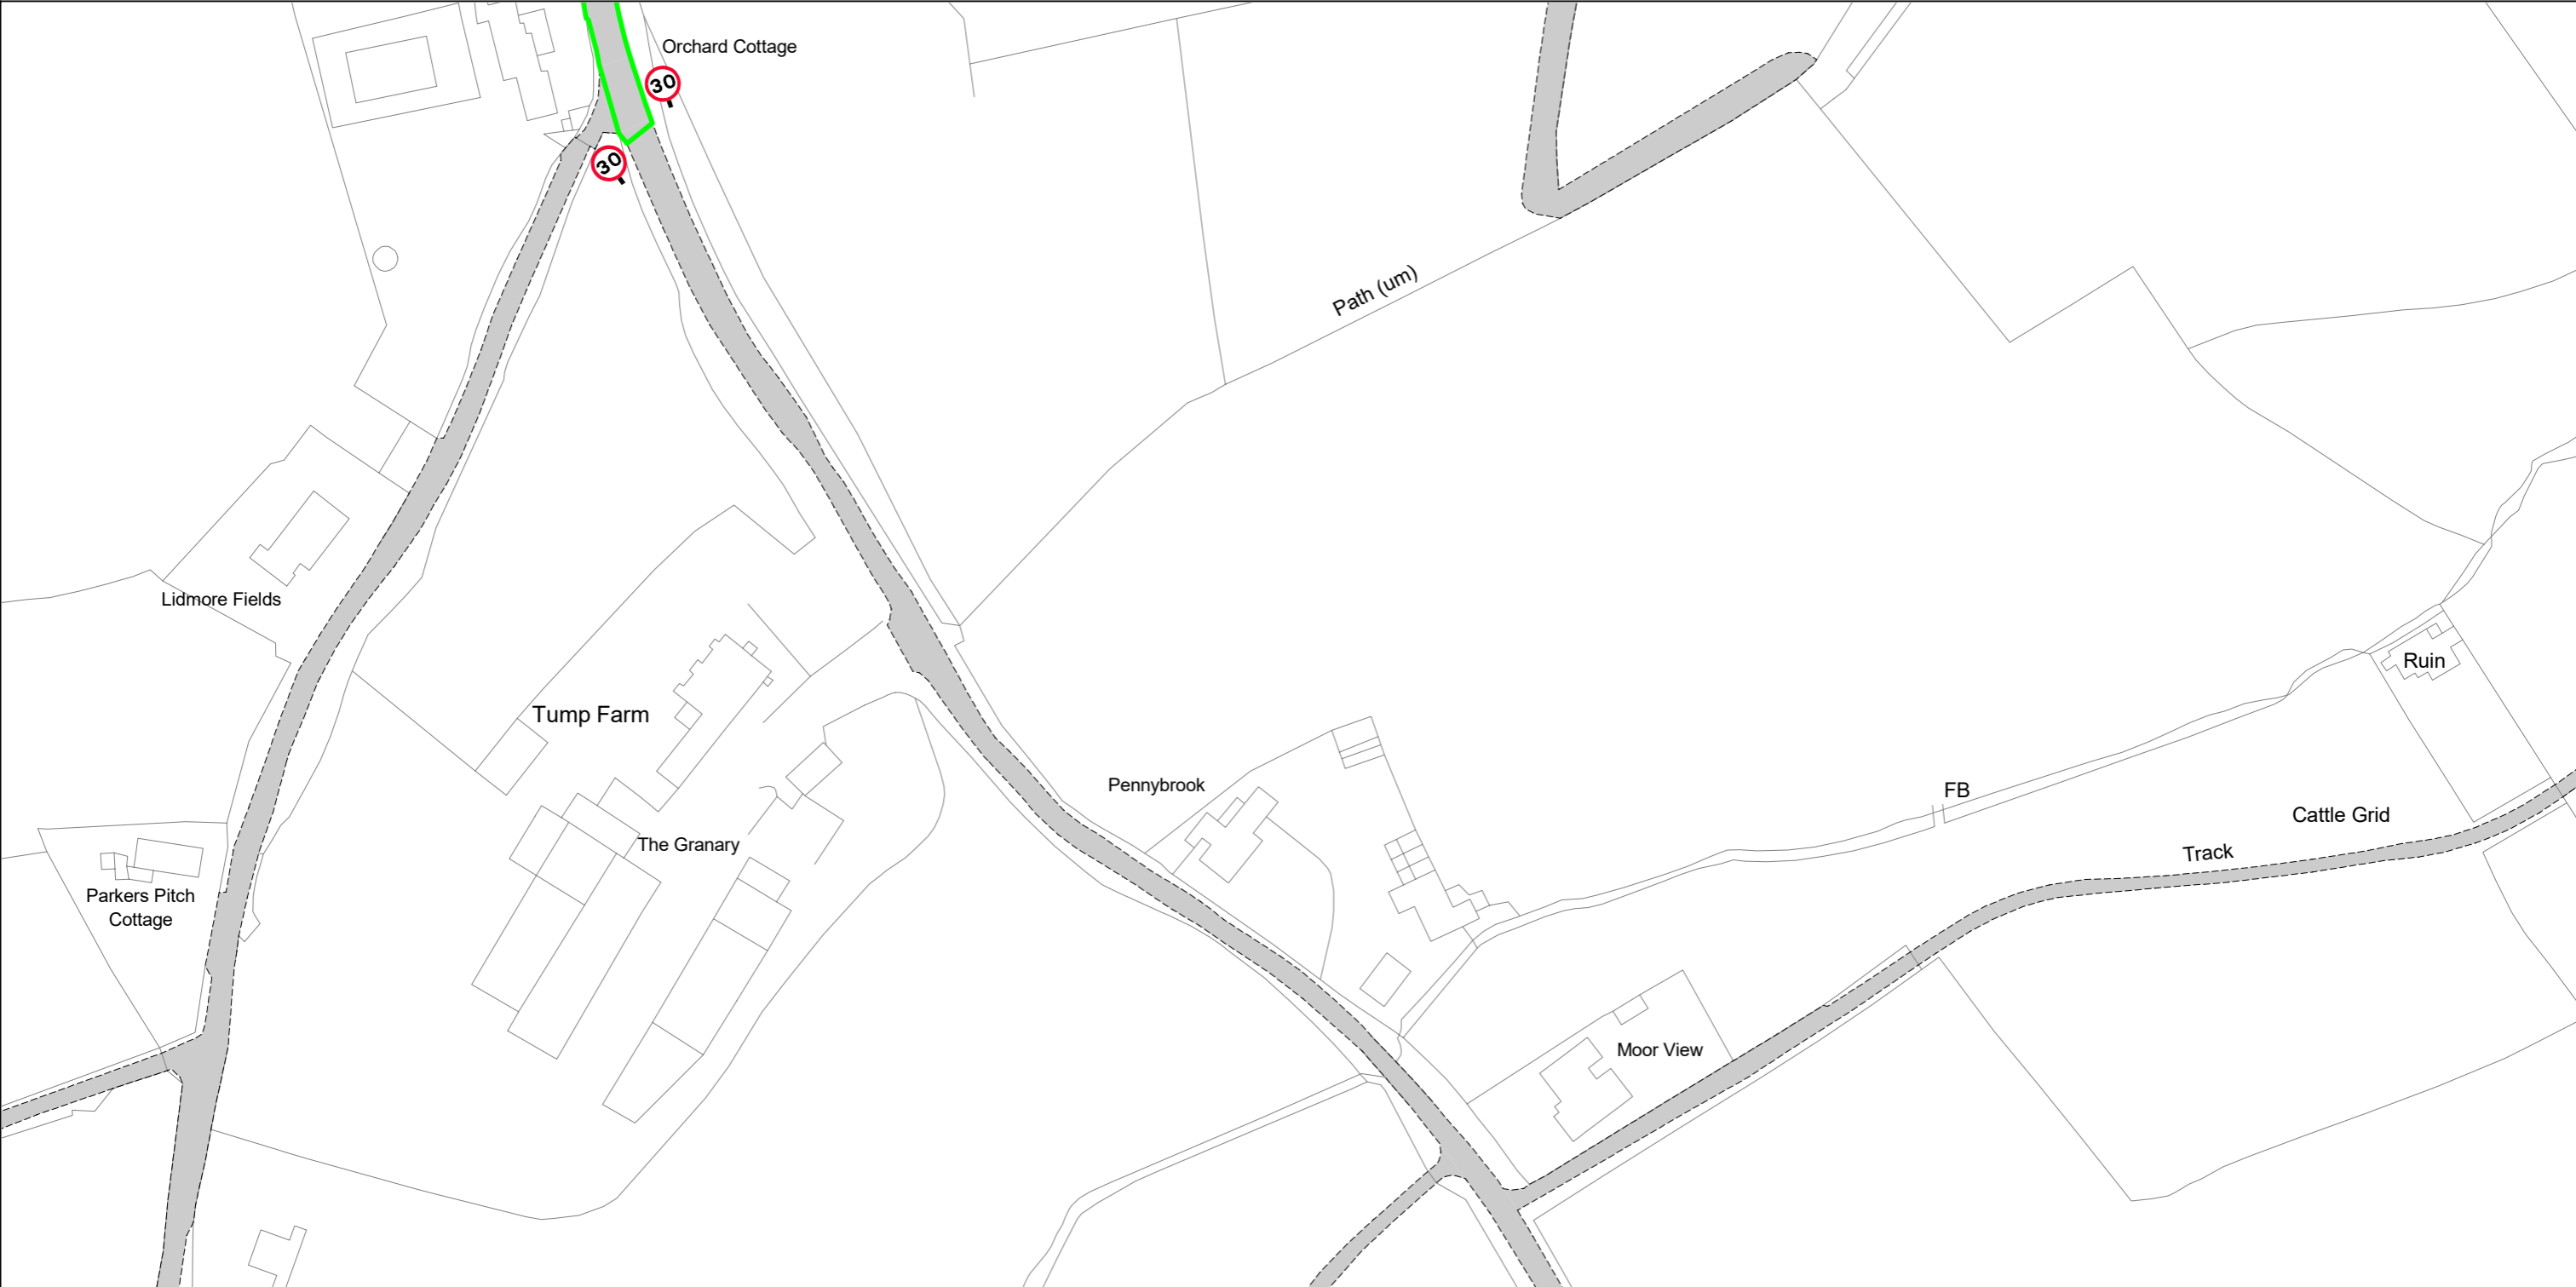 Orchard Cottage
30
30
Path (um)
Lidmore Fields
Ruin
Tump Farm
Pennybrook
FB
Cattle Grid
The Granary
Track
Parkers Pitch
Cottage
Moor View